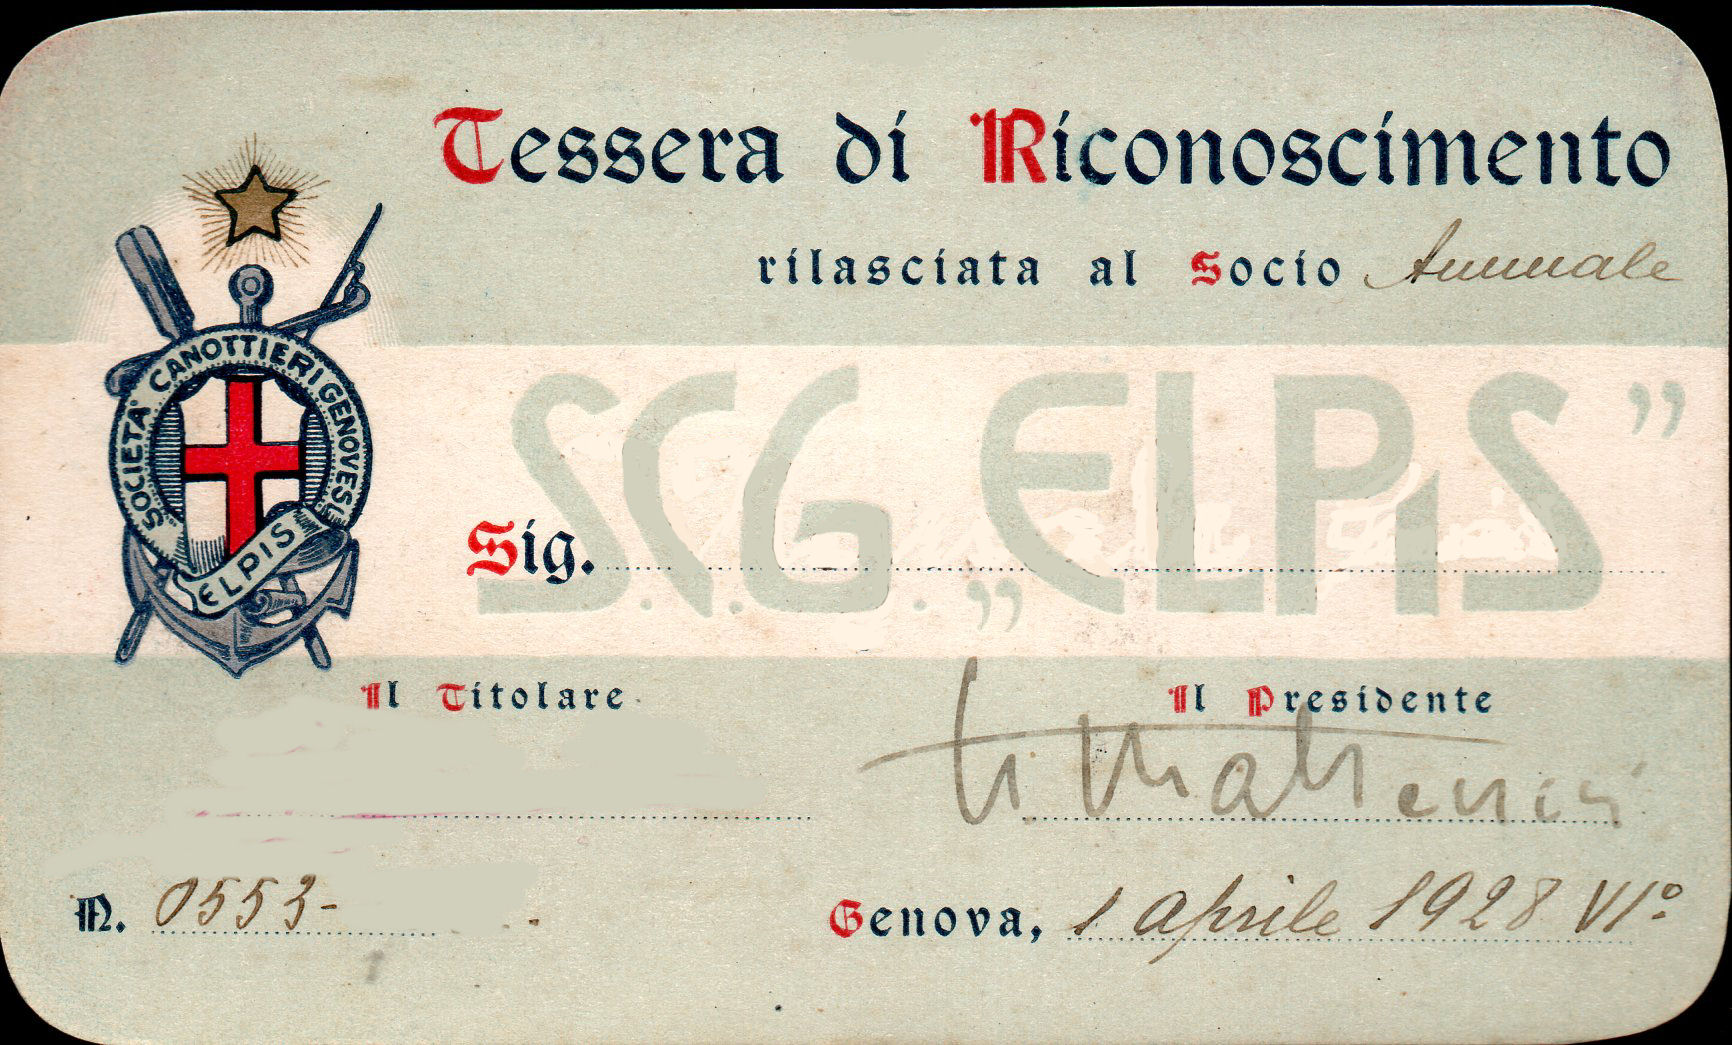 Tessera di Riconoscimento
rilasciata al Socio Annuale
SOCIETA' CANOTTIERI GENOVESI
ELPIS
S.C.G. „ELPIS”
Sig.
Il Titolare
Il Presidente
N. 0553-
Genova, 1 Aprile 1928 VI°